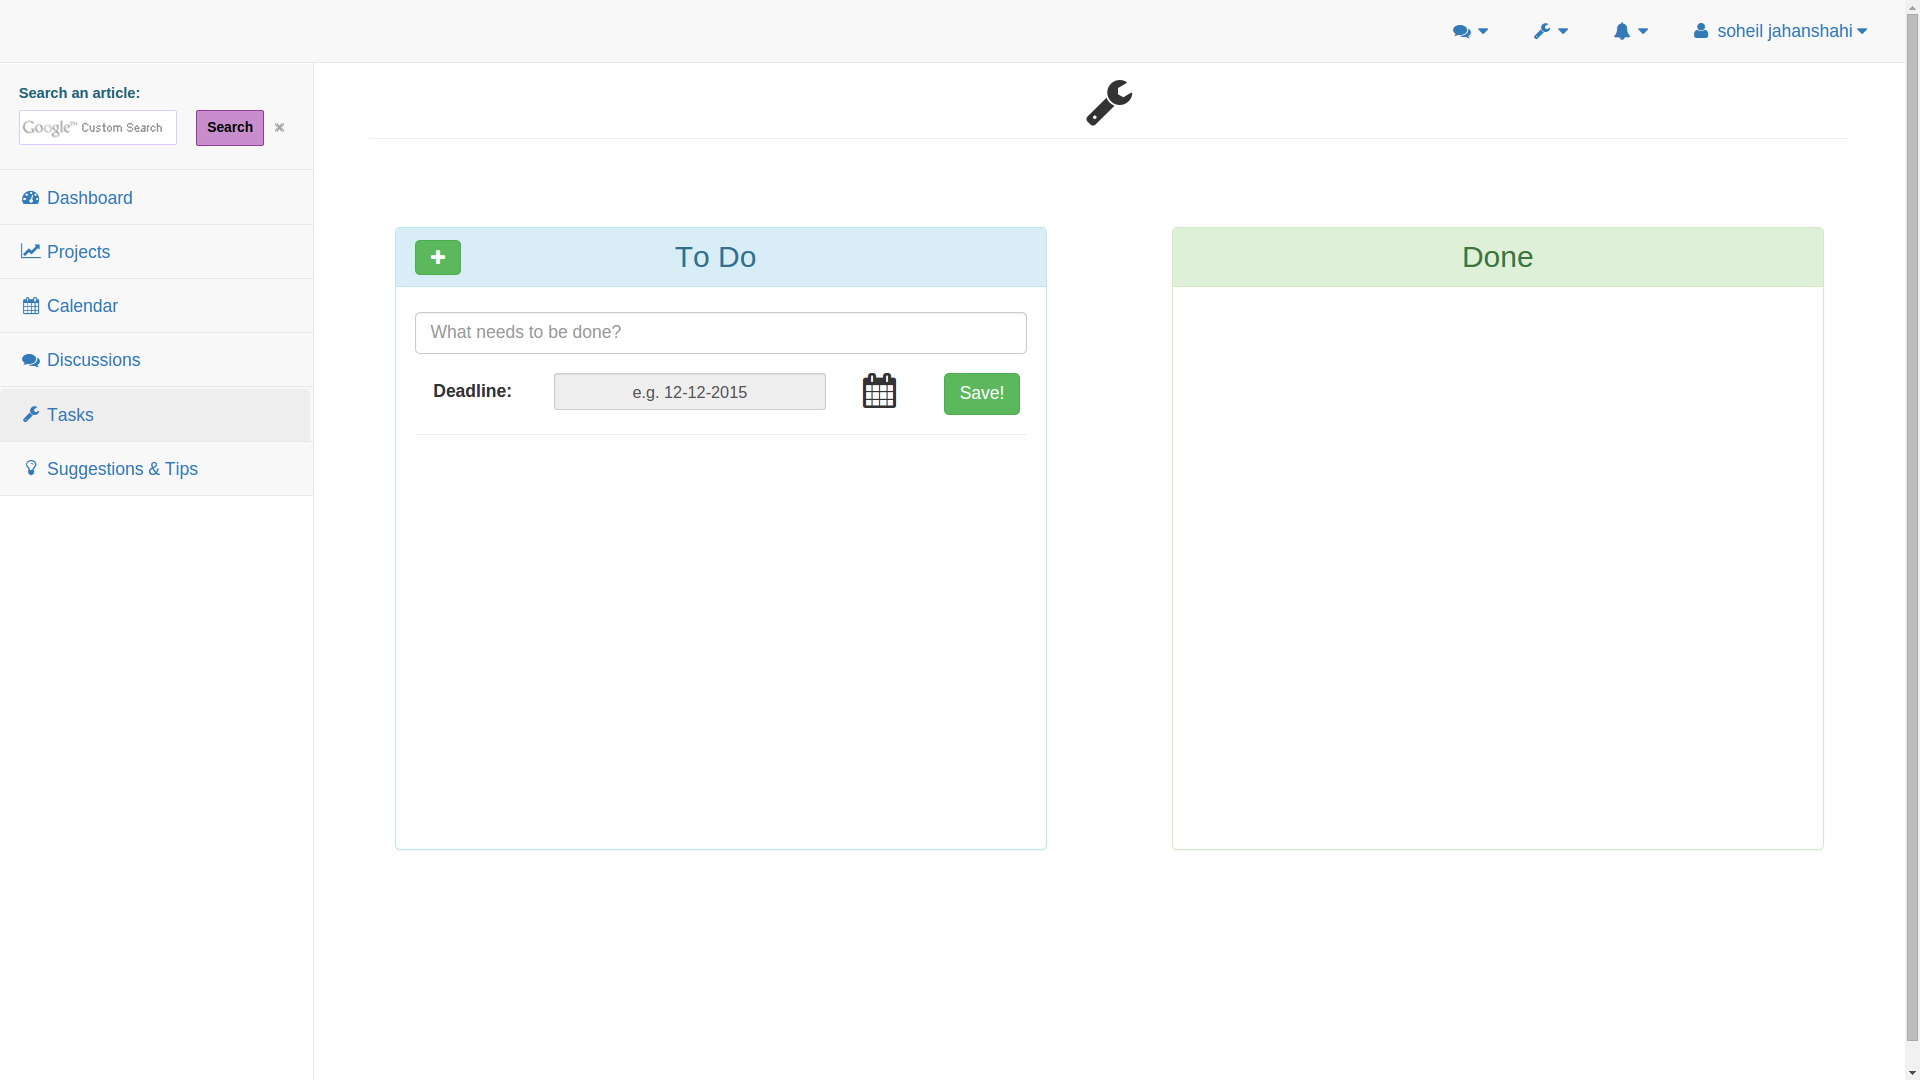 soheil jahanshahi
Search an article:
Google™ Custom Search
Search
Dashboard
Projects
Calendar
Discussions
Tasks
Suggestions & Tips
To Do
What needs to be done?
Deadline:
e.g. 12-12-2015
Save!
Done